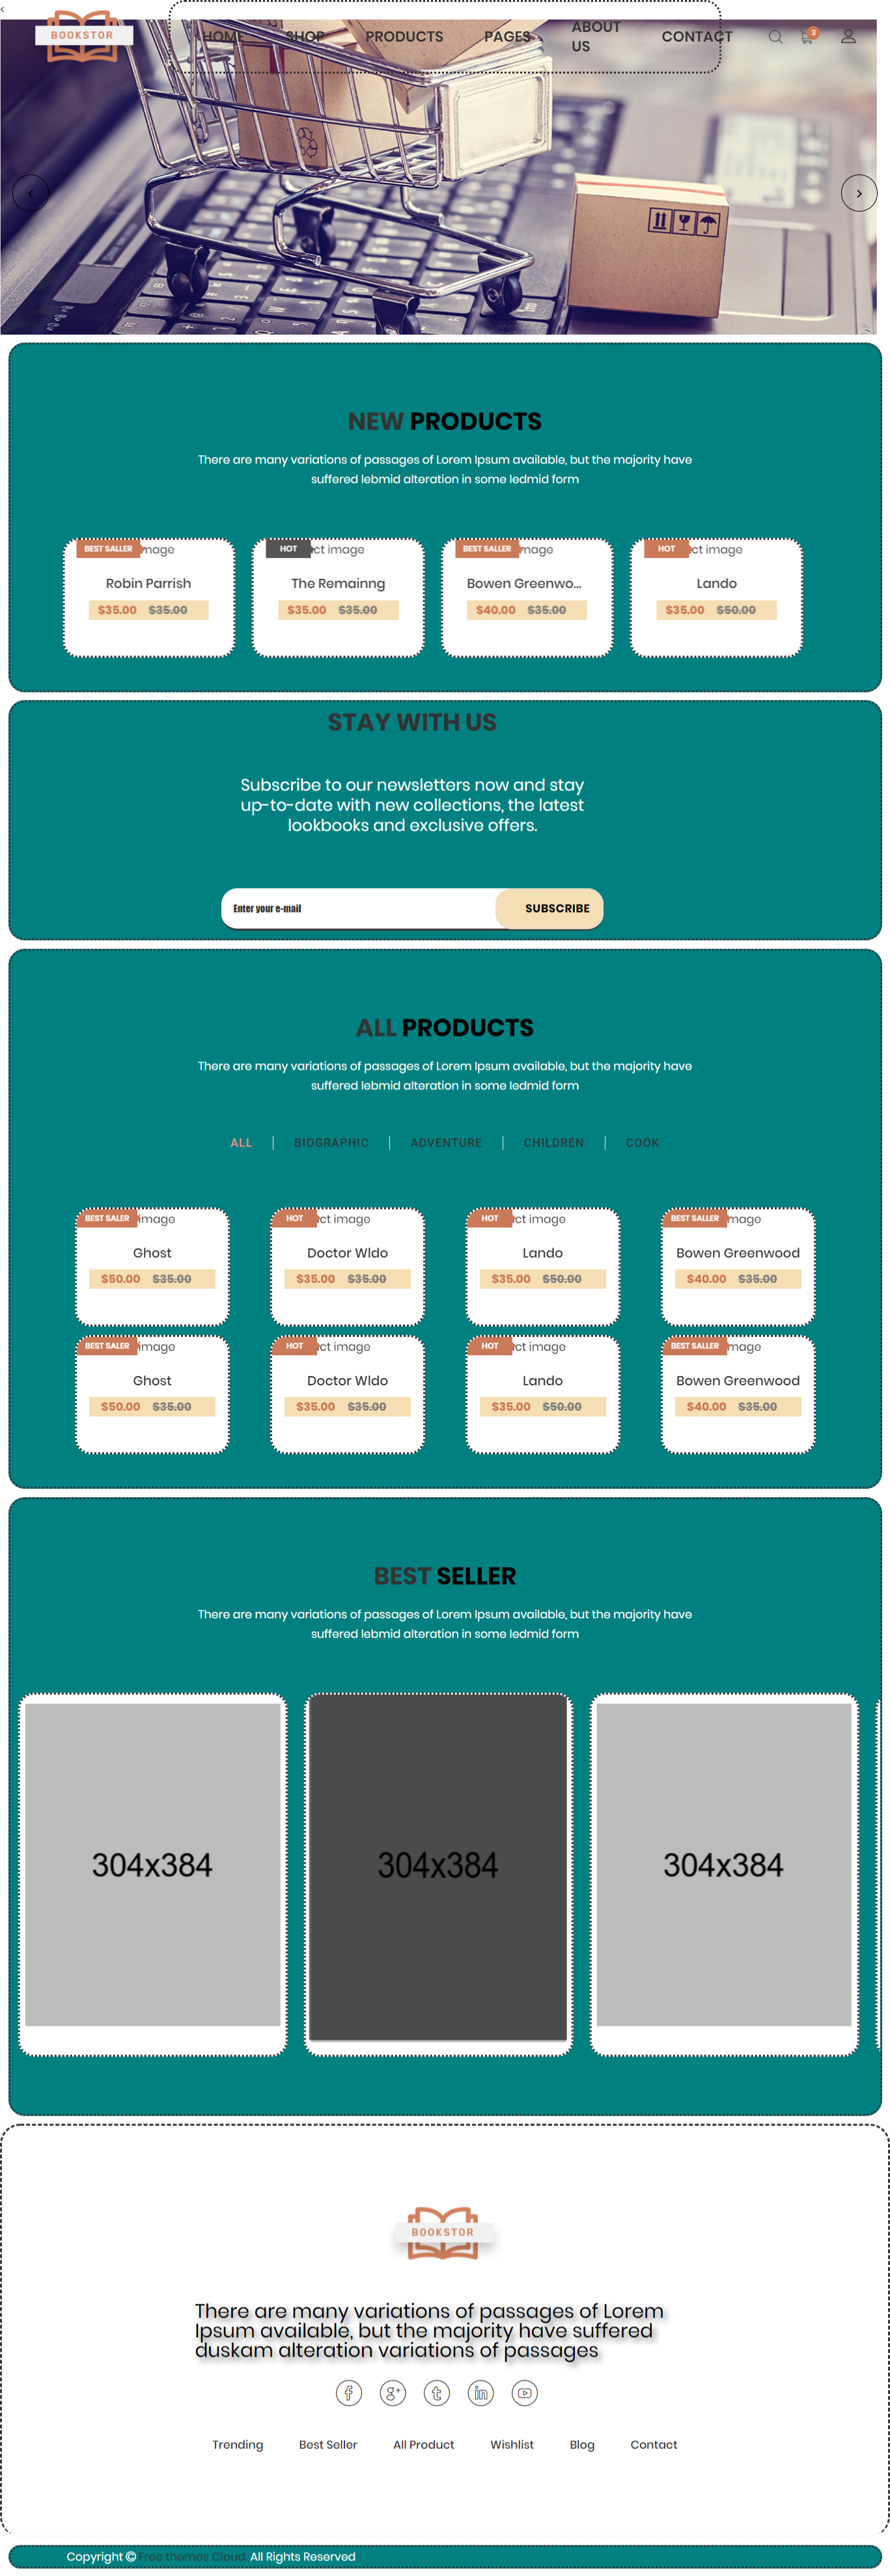 <
BOOKSTOR
HOME SHOP PRODUCTS PAGES ABOUT US CONTACT 3
NEW PRODUCTS
There are many variations of passages of Lorem Ipsum available, but the majority have
suffered lebmid alteration in some ledmid form
BEST SALLER mage HOT ct image BEST SALLER mage HOT ct image
Robin Parrish The Remainng Bowen Greenwo... Lando
$35.00 $35.00 $35.00 $35.00 $40.00 $35.00 $35.00 $50.00
STAY WITH US
Subscribe to our newsletters now and stay
up-to-date with new collections, the latest
lookbooks and exclusive offers.
Enter your e-mail SUBSCRIBE
ALL PRODUCTS
There are many variations of passages of Lorem Ipsum available, but the majority have
suffered lebmid alteration in some ledmid form
ALL BIOGRAPHIC ADVENTURE CHILDREN COOK
BEST SALER image HOT ct image HOT ct image BEST SALLER mage
Ghost Doctor Wldo Lando Bowen Greenwood
$50.00 $35.00 $35.00 $35.00 $35.00 $50.00 $40.00 $35.00
BEST SALER image HOT ct image HOT ct image BEST SALLER mage
Ghost Doctor Wldo Lando Bowen Greenwood
$50.00 $35.00 $35.00 $35.00 $35.00 $50.00 $40.00 $35.00
BEST SELLER
There are many variations of passages of Lorem Ipsum available, but the majority have
suffered lebmid alteration in some ledmid form
304x384 304x384 304x384
BOOKSTOR
There are many variations of passages of Lorem
Ipsum available, but the majority have suffered
duskam alteration variations of passages
f g+ t in
Trending Best Seller All Product Wishlist Blog Contact
Copyright © Free themes Cloud. All Rights Reserved